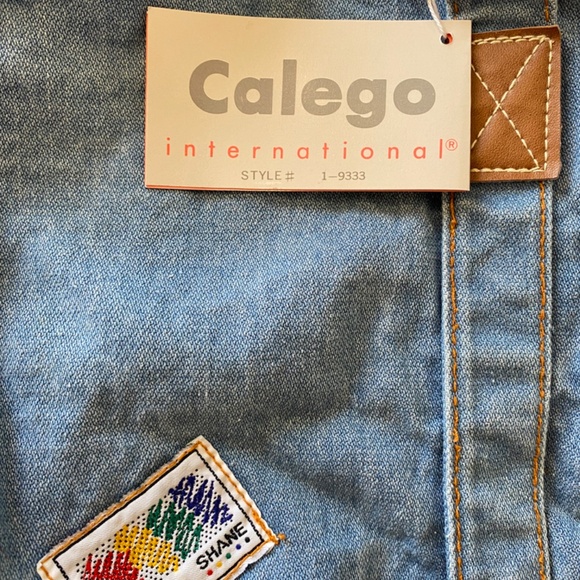 Calego
international®
STYLE# 1-9333
SHANE